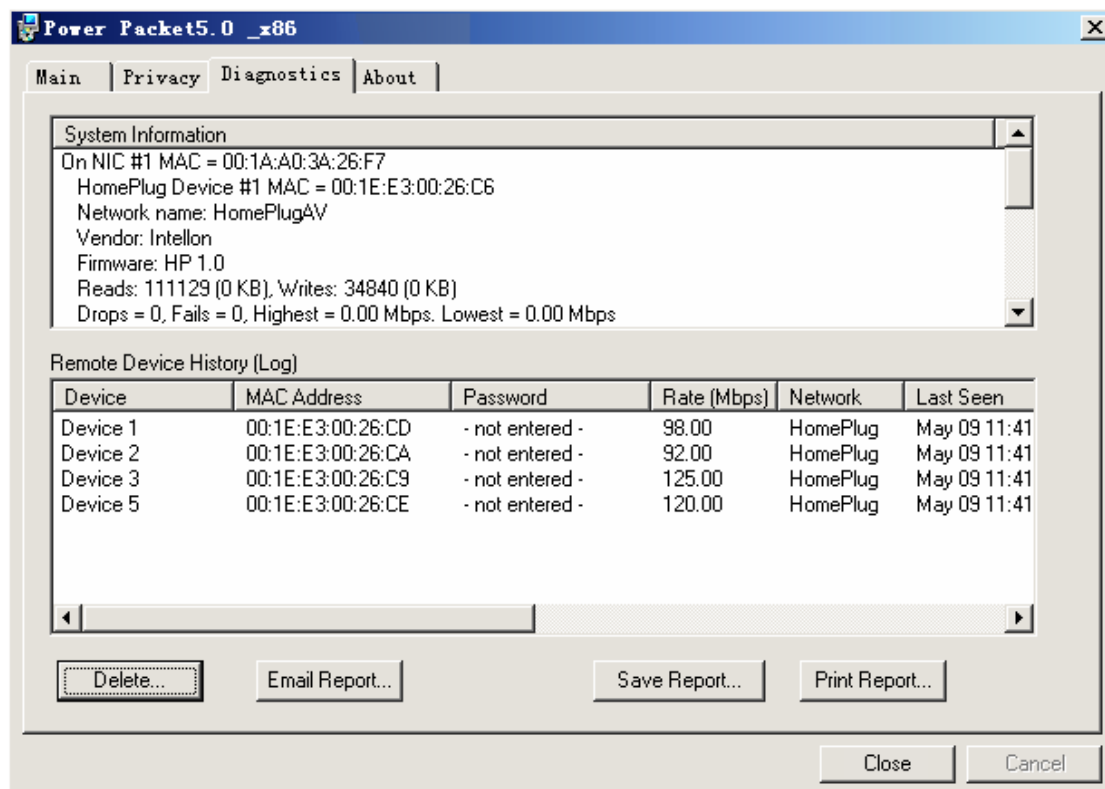 Power Packet5.0 _x86
Main Privacy Diagnostics About
System Information
On NIC #1 MAC = 00:1A:A0:3A:26:F7
HomePlug Device #1 MAC = 00:1E:E3:00:26:C6
Network name: HomePlugAV
Vendor: Intellon
Firmware: HP 1.0
Reads: 111129 (0 KB), Writes: 34840 (0 KB)
Drops = 0, Fails = 0, Highest = 0.00 Mbps. Lowest = 0.00 Mbps
Remote Device History (Log)
Device MAC Address Password Rate (Mbps) Network Last Seen
Device 1 00:1E:E3:00:26:CD - not entered - 98.00 HomePlug May 09 11:41
Device 2 00:1E:E3:00:26:CA - not entered - 92.00 HomePlug May 09 11:41
Device 3 00:1E:E3:00:26:C9 - not entered - 125.00 HomePlug May 09 11:41
Device 5 00:1E:E3:00:26:CE - not entered - 120.00 HomePlug May 09 11:41
Delete... Email Report... Save Report... Print Report...
Close Cancel